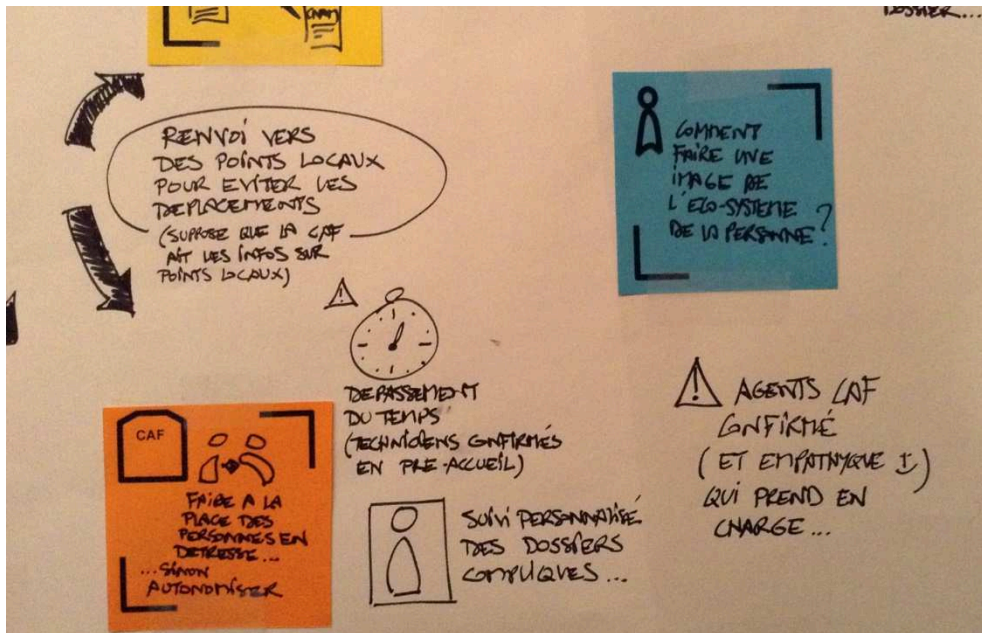 DOSSIER...
RENVOI VERS
DES POINTS LOCAUX
POUR EVITER LES
DEPLACEMENTS
(SUPPOSE QUE LA CAF
AIT LES INFOS SUR
POINTS LOCAUX)
COMMENT
FAIRE UNE
IMAGE DE
L'ECO-SYSTEME
DE LA PERSONNE?
DEPASSEMENT
DU TEMPS
(TECHNICIENS CONFIRMÉS
EN PRE-ACCUEIL)
AGENTS CAF
CONFIRMÉ
(ET EMPATHYQUE)
QUI PREND EN
CHARGE...
CAF
FAIRE A LA
PLACE DES
PERSONNES EN
DETRESSE...
...SINON
AUTONOMISER
SUIVI PERSONNALISÉ
DES DOSSIERS
COMPLIQUES...